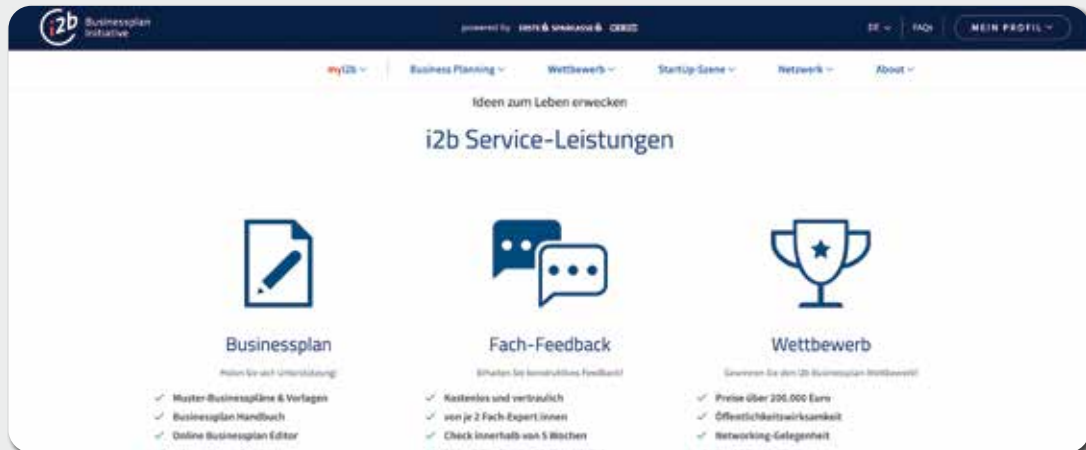 i2b Businessplan
Initiative
powered by ERSTE SPARKASSE
DE FAQs MEIN PROFIL
myi2b Business Planning Wettbewerb StartUp-Szene Netzwerk About
Ideen zum Leben erwecken
i2b Service-Leistungen
Businessplan Fach-Feedback Wettbewerb
Holen Sie sich Unterstützung! Erhalten Sie konstruktives Feedback! Gewinnen Sie den i2b Businessplan Wettbewerb!
✓ Muster-Businesspläne & Vorlagen ✓ Kostenlos und vertraulich ✓ Preise über 200.000 Euro
✓ Businessplan Handbuch ✓ von je 2 Fach-Expert:innen ✓ Öffentlichkeitswirksamkeit
✓ Online Businessplan Editor ✓ Check innerhalb von 5 Wochen ✓ Networking-Gelegenheit